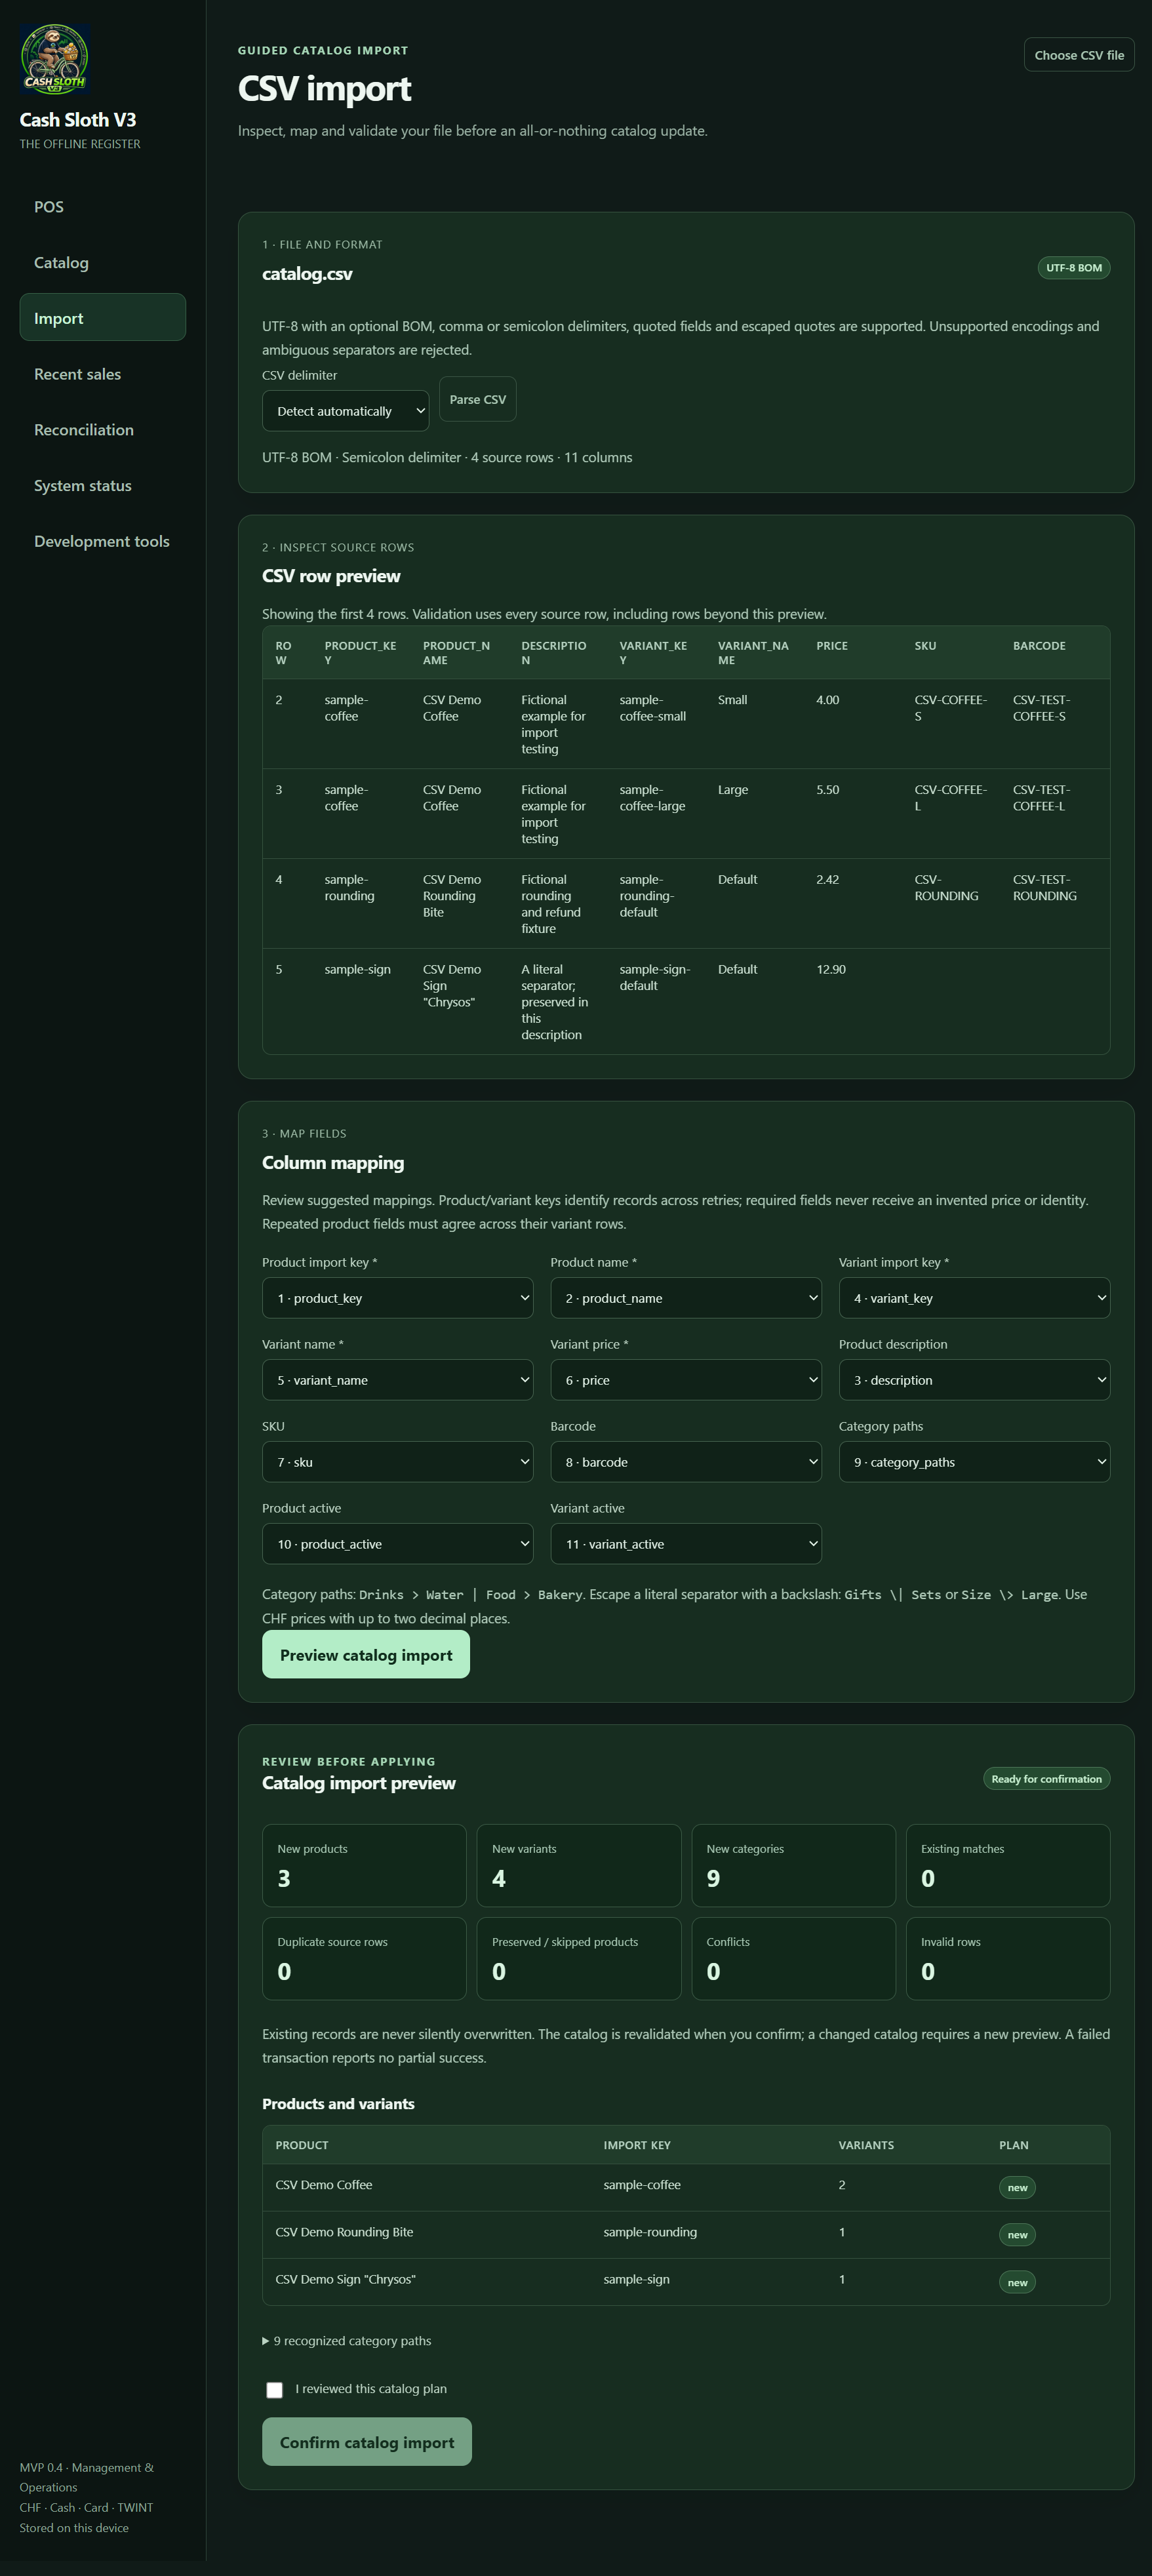 CASH SLOTH
V3
Cash Sloth V3
THE OFFLINE REGISTER
POS
Catalog
Import
Recent sales
Reconciliation
System status
Development tools
MVP 0.4 · Management &
Operations
CHF · Cash · Card · TWINT
Stored on this device
GUIDED CATALOG IMPORT
CSV import
Inspect, map and validate your file before an all-or-nothing catalog update.
Choose CSV file
1 · FILE AND FORMAT
catalog.csv
UTF-8 BOM
UTF-8 with an optional BOM, comma or semicolon delimiters, quoted fields and escaped quotes are supported. Unsupported encodings and
ambiguous separators are rejected.
CSV delimiter
Detect automatically
Parse CSV
UTF-8 BOM · Semicolon delimiter · 4 source rows · 11 columns
2 · INSPECT SOURCE ROWS
CSV row preview
Showing the first 4 rows. Validation uses every source row, including rows beyond this preview.
RO PRODUCT_KE PRODUCT_N DESCRIPTIO VARIANT_KE VARIANT_NA PRICE SKU BARCODE
W Y AME N Y ME
2 sample- CSV Demo Fictional sample- Small 4.00 CSV-COFFEE- CSV-TEST-
coffee Coffee example for coffee-small S COFFEE-S
import
testing
3 sample- CSV Demo Fictional sample- Large 5.50 CSV-COFFEE- CSV-TEST-
coffee Coffee example for coffee-large L COFFEE-L
import
testing
4 sample- CSV Demo Fictional sample- Default 2.42 CSV- CSV-TEST-
rounding Rounding rounding rounding- ROUNDING ROUNDING
Bite and refund default
fixture
5 sample-sign CSV Demo A literal sample-sign- Default 12.90
Sign separator; default
"Chrysos" preserved in
this
description
3 · MAP FIELDS
Column mapping
Review suggested mappings. Product/variant keys identify records across retries; required fields never receive an invented price or identity.
Repeated product fields must agree across their variant rows.
Product import key * Product name * Variant import key *
1 · product_key 2 · product_name 4 · variant_key
Variant name * Variant price * Product description
5 · variant_name 6 · price 3 · description
SKU Barcode Category paths
7 · sku 8 · barcode 9 · category_paths
Product active Variant active
10 · product_active 11 · variant_active
Category paths: Drinks > Water | Food > Bakery. Escape a literal separator with a backslash: Gifts \| Sets or Size \> Large. Use
CHF prices with up to two decimal places.
Preview catalog import
REVIEW BEFORE APPLYING
Catalog import preview
Ready for confirmation
New products New variants New categories Existing matches
3 4 9 0
Duplicate source rows Preserved / skipped products Conflicts Invalid rows
0 0 0 0
Existing records are never silently overwritten. The catalog is revalidated when you confirm; a changed catalog requires a new preview. A failed
transaction reports no partial success.
Products and variants
PRODUCT IMPORT KEY VARIANTS PLAN
CSV Demo Coffee sample-coffee 2 new
CSV Demo Rounding Bite sample-rounding 1 new
CSV Demo Sign "Chrysos" sample-sign 1 new
9 recognized category paths
I reviewed this catalog plan
Confirm catalog import